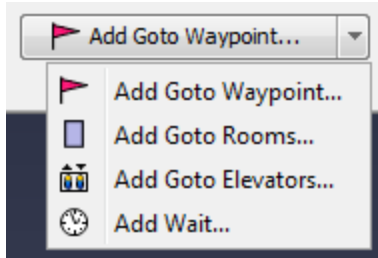 Add Goto Waypoint...
Add Goto Waypoint...
Add Goto Rooms...
Add Goto Elevators...
Add Wait...